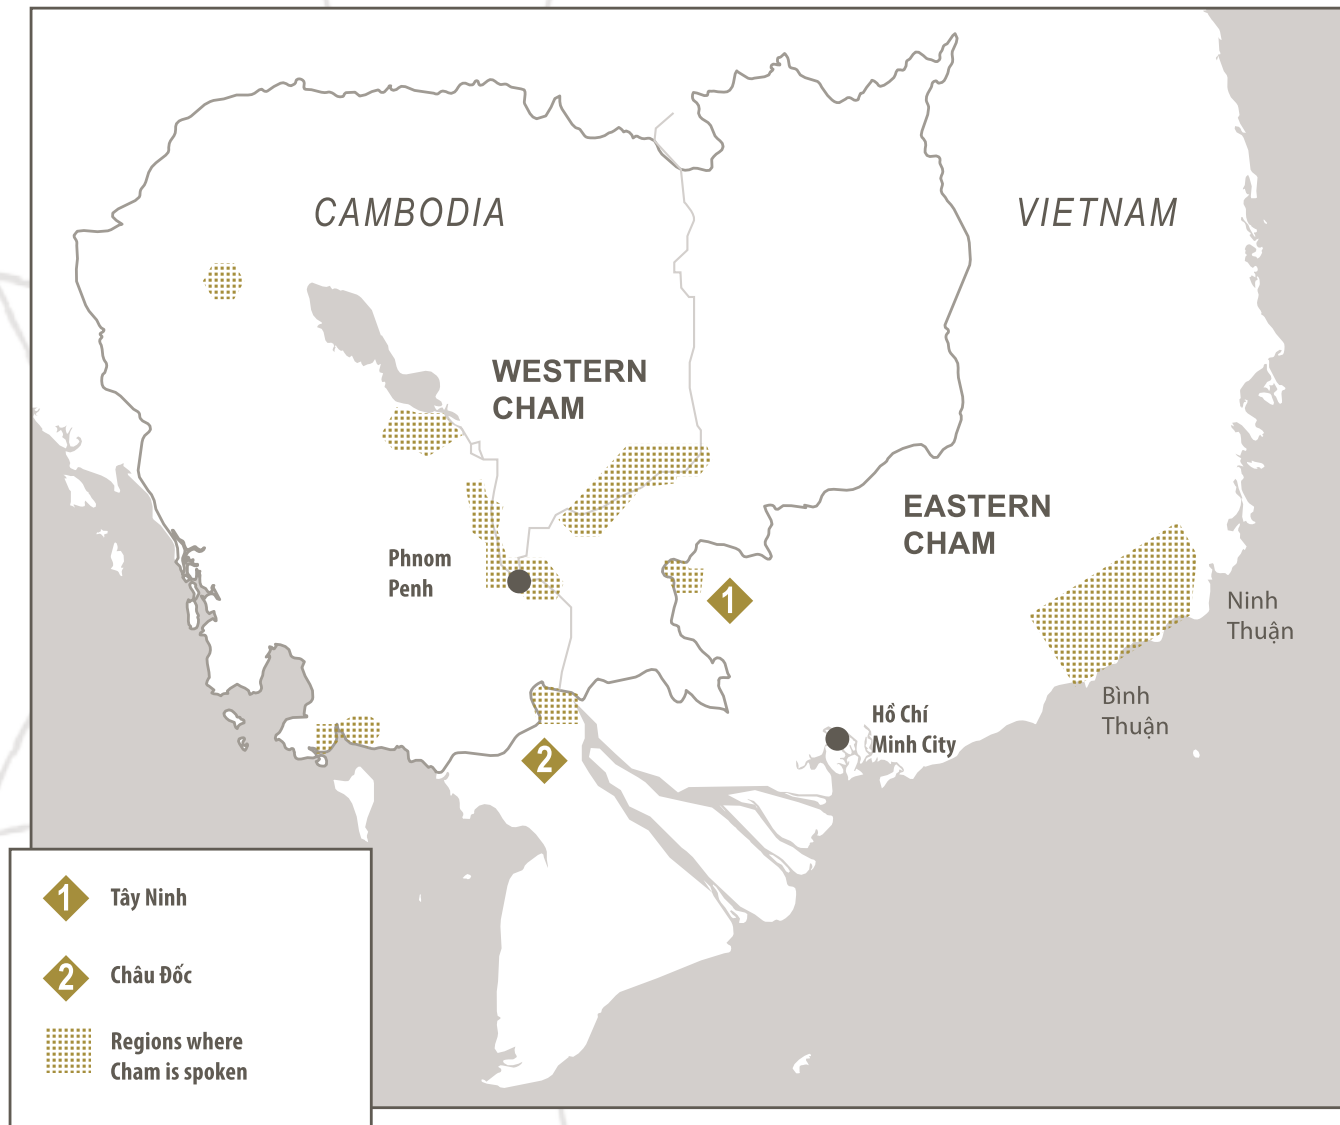 CAMBODIA
VIETNAM
WESTERN
CHAM
EASTERN
CHAM
Phnom
Penh
1
Ninh
Thuận
Bình
Thuận
Hồ Chí
Minh City
2
1 Tây Ninh
2 Châu Đốc
Regions where
Cham is spoken